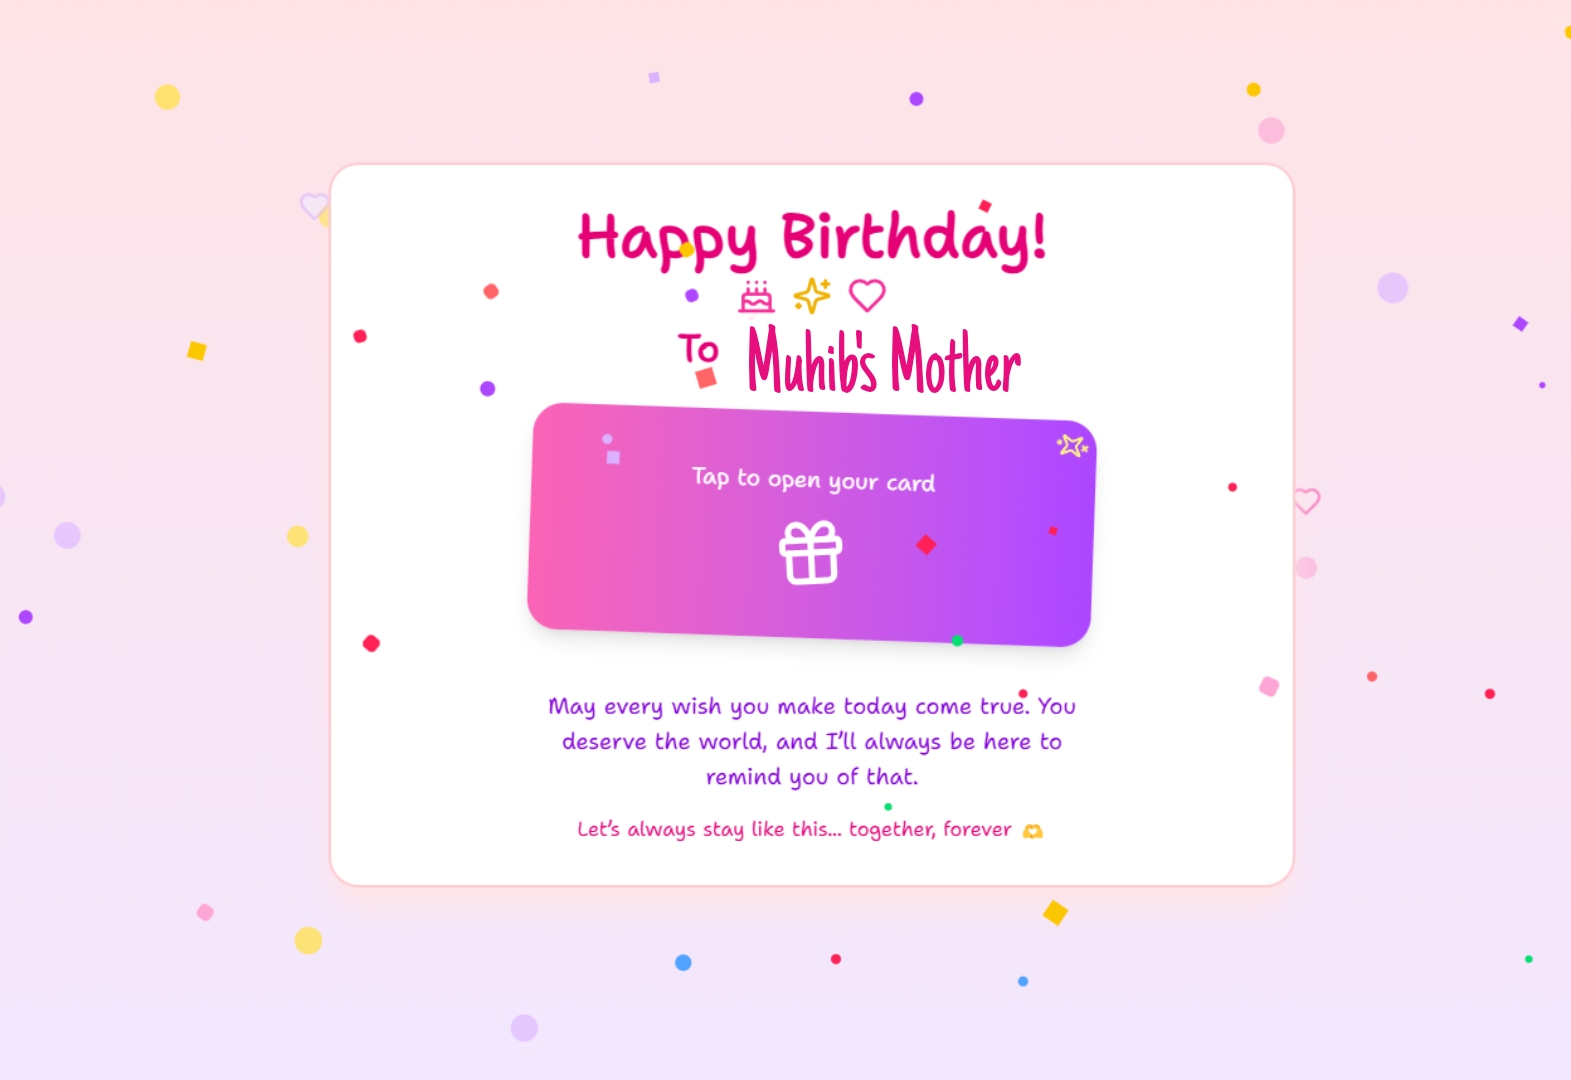 Happy Birthday!
To Muhib's Mother
Tap to open your card
May every wish you make today come true. You
deserve the world, and I'll always be here to
remind you of that.
Let's always stay like this... together, forever 🫶